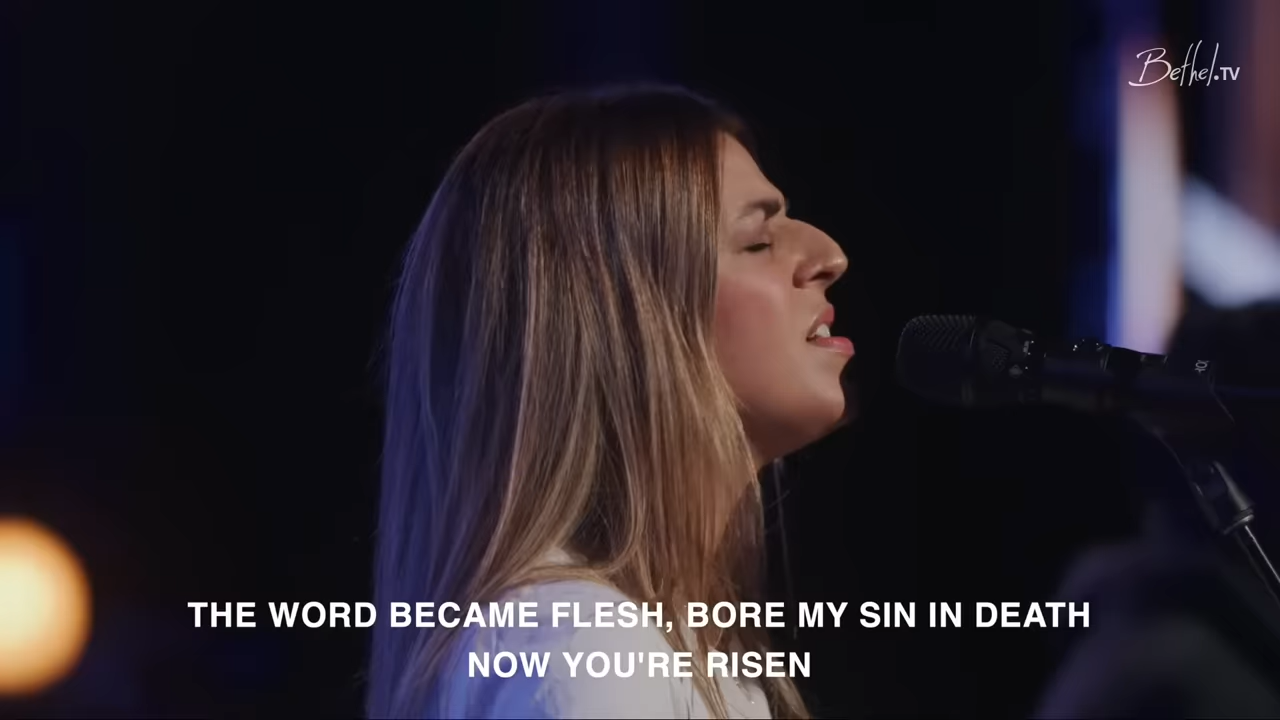 Bethel.TV
THE WORD BECAME FLESH, BORE MY SIN IN DEATH
NOW YOU'RE RISEN